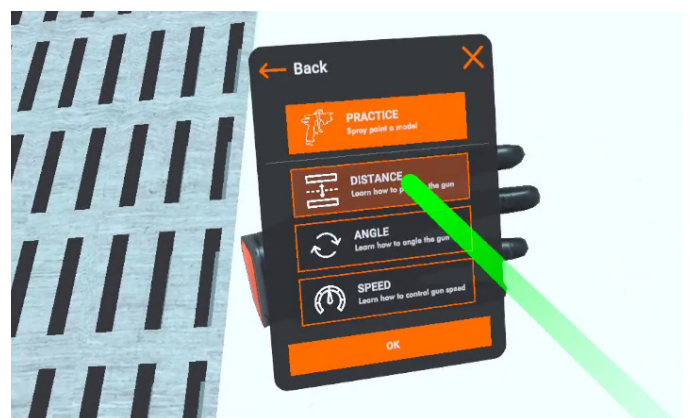 Back
PRACTICE
Spray paint a model
DISTANCE
Learn how to the gun
ANGLE
Learn how to angle the gun
SPEED
Learn how to control gun speed
OK